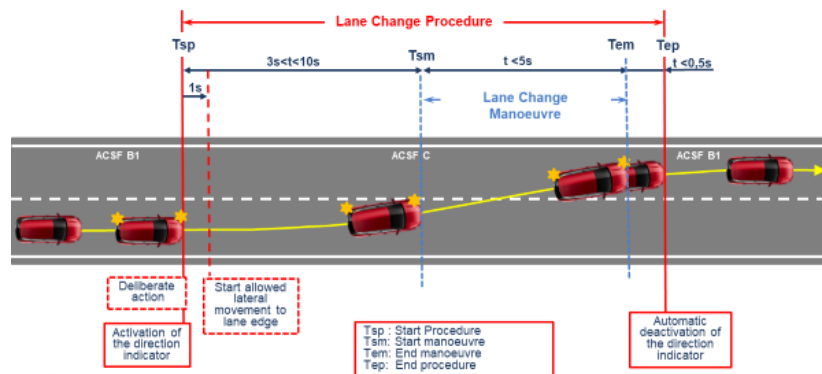 Lane Change Procedure
Tsp
Tsm
Tem
Tep
3s<t<10s
t <5s
t <0,5s
1s
Lane Change
Manoeuvre
ACSF B1
ACSF C
ACSF B1
Deliberate
action
Start allowed
lateral
movement to
lane edge
Activation of
the direction
indicator
Tsp : Start Procedure
Tsm: Start manoeuvre
Tem: End manoeuvre
Tep: End procedure
Automatic
deactivation of
the direction
indicator